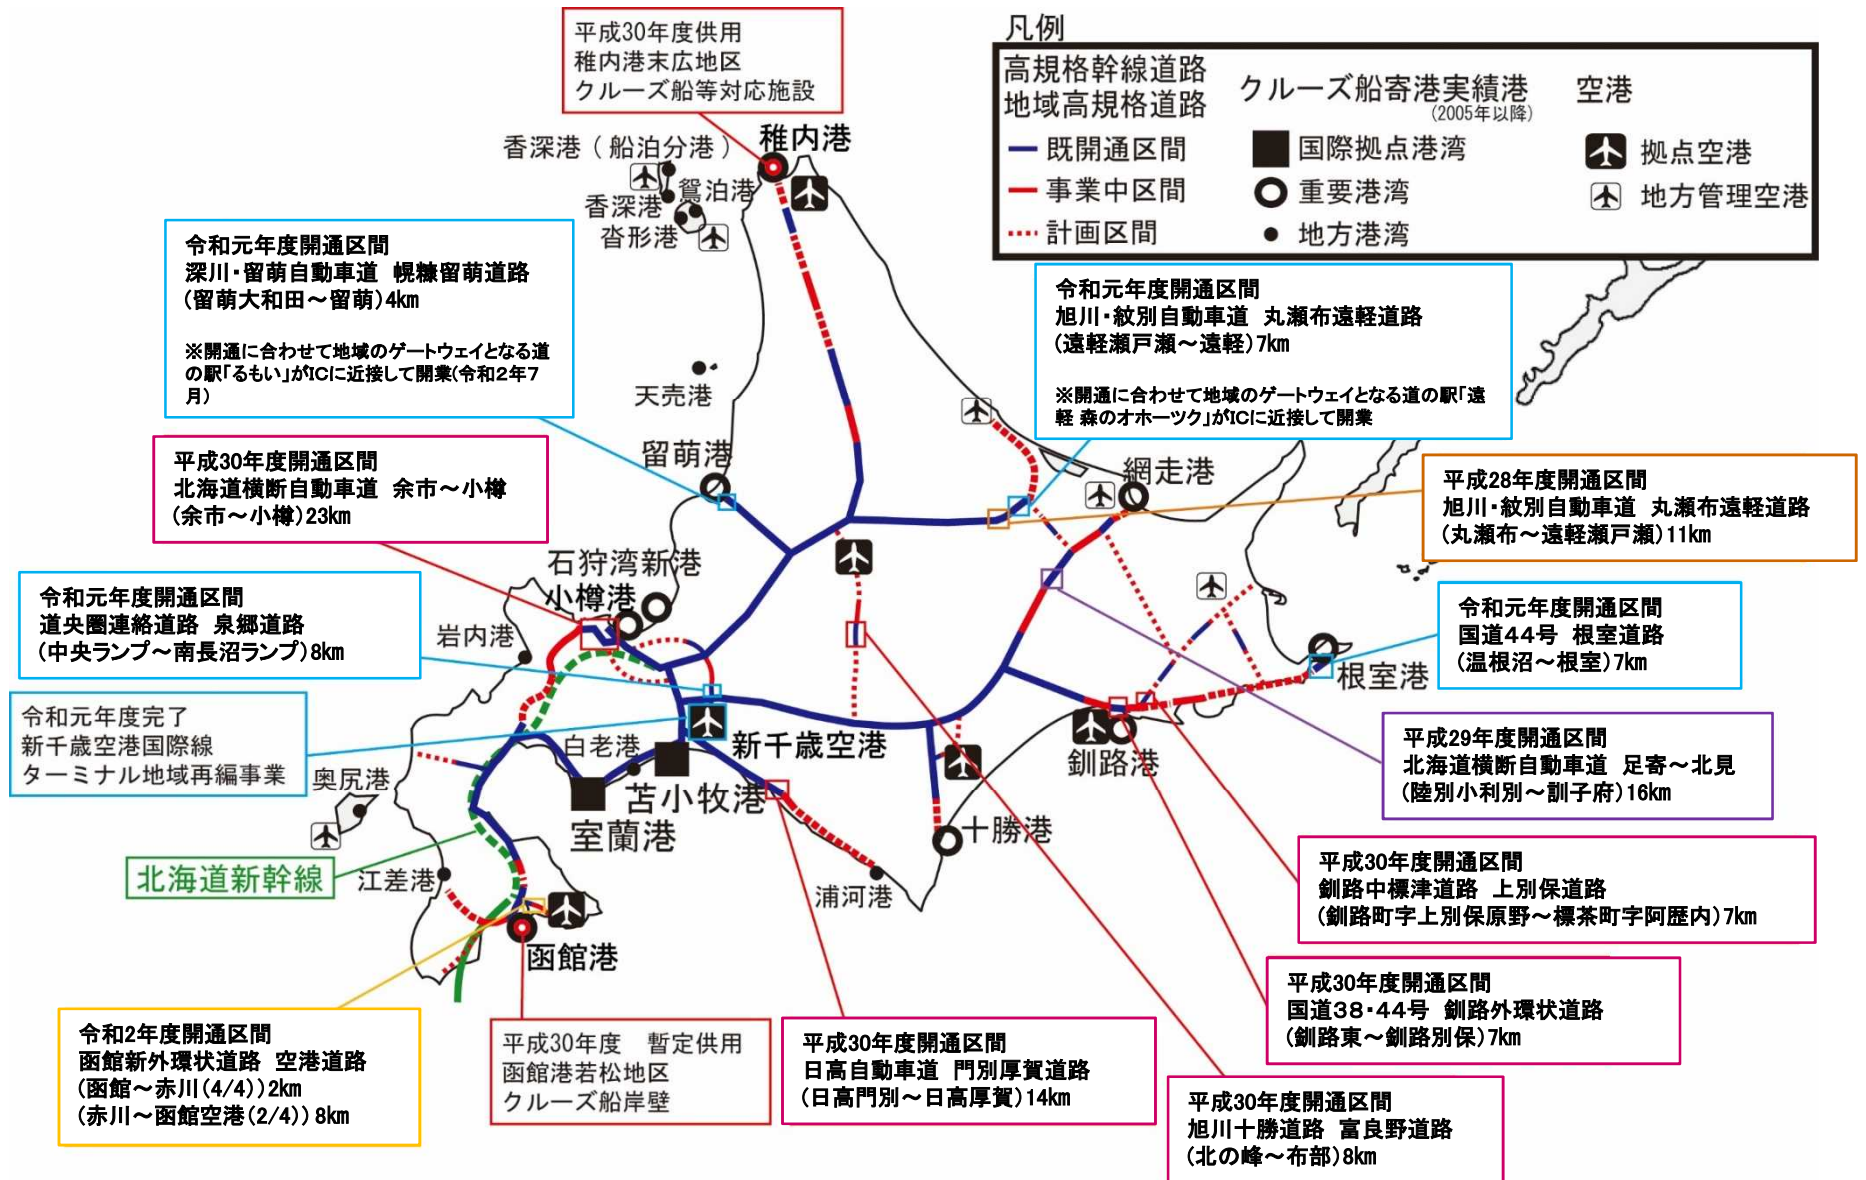 平成30年度供用
稚内港末広地区
クルーズ船等対応施設
凡例
高規格幹線道路
地域高規格道路
既開通区間
事業中区間
計画区間
クルーズ船寄港実績港
(2005年以降)
国際拠点港湾
重要港湾
地方港湾
空港
拠点空港
地方管理空港
稚内港
香深港（船泊分港）
鴛泊港
香深港
沓形港
令和元年度開通区間
深川・留萌自動車道　幌糠留萌道路
(留萌大和田～留萌)4km
※開通に合わせて地域のゲートウェイとなる道
の駅「るもい」がICに近接して開業(令和2年7
月)
令和元年度開通区間
旭川・紋別自動車道　丸瀬布遠軽道路
(遠軽瀬戸瀬～遠軽)7km
※開通に合わせて地域のゲートウェイとなる道の駅「遠
軽 森のオホーツク」がICに近接して開業
天売港
留萌港
網走港
平成30年度開通区間
北海道横断自動車道　余市～小樽
(余市～小樽)23km
平成28年度開通区間
旭川・紋別自動車道　丸瀬布遠軽道路
(丸瀬布～遠軽瀬戸瀬)11km
石狩湾新港
小樽港
岩内港
令和元年度開通区間
道央圏連絡道路　泉郷道路
(中央ランプ～南長沼ランプ)8km
令和元年度開通区間
国道44号　根室道路
(温根沼～根室)7km
根室港
令和元年度完了
新千歳空港国際線
ターミナル地域再編事業
白老港
新千歳空港
釧路港
平成29年度開通区間
北海道横断自動車道　足寄～北見
(陸別小利別～訓子府)16km
奥尻港
苫小牧港
室蘭港
十勝港
北海道新幹線
江差港
浦河港
平成30年度開通区間
釧路中標津道路　上別保道路
(釧路町字上別保原野～標茶町字阿歴内)7km
函館港
平成30年度開通区間
国道38・44号　釧路外環状道路
(釧路東～釧路別保)7km
令和2年度開通区間
函館新外環状道路　空港道路
(函館～赤川(4/4))2km
(赤川～函館空港(2/4))8km
平成30年度　暫定供用
函館港若松地区
クルーズ船岸壁
平成30年度開通区間
日高自動車道　門別厚賀道路
(日高門別～日高厚賀)14km
平成30年度開通区間
旭川十勝道路　富良野道路
(北の峰～布部)8km